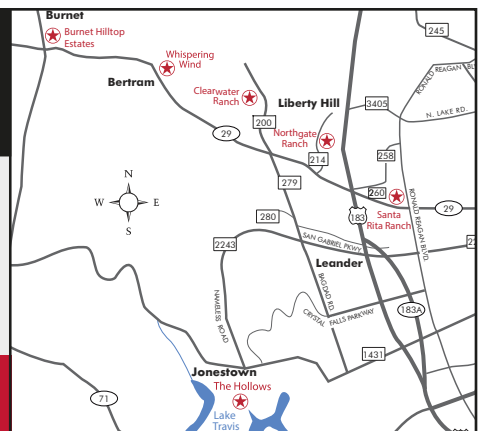 Burnet
Burnet Hilltop
Estates
245
Whispering
Wind
RONALD REAGAN BL
Bertram
Clearwater
Ranch
Liberty Hill
3405
N. LAKE RD.
200
29
Northgate
Ranch
214
258
279
260
N
W
E
S
Santa
Rita Ranch
29
280
183
RONALD REAGAN BLVD
2243
SAN GABRIEL PKWY
22
Leander
BAGDAD RD
NAMELESS ROAD
CRYSTAL FALLS PARKWAY
183A
1431
Jonestown
The Hollows
71
Lake
Travis